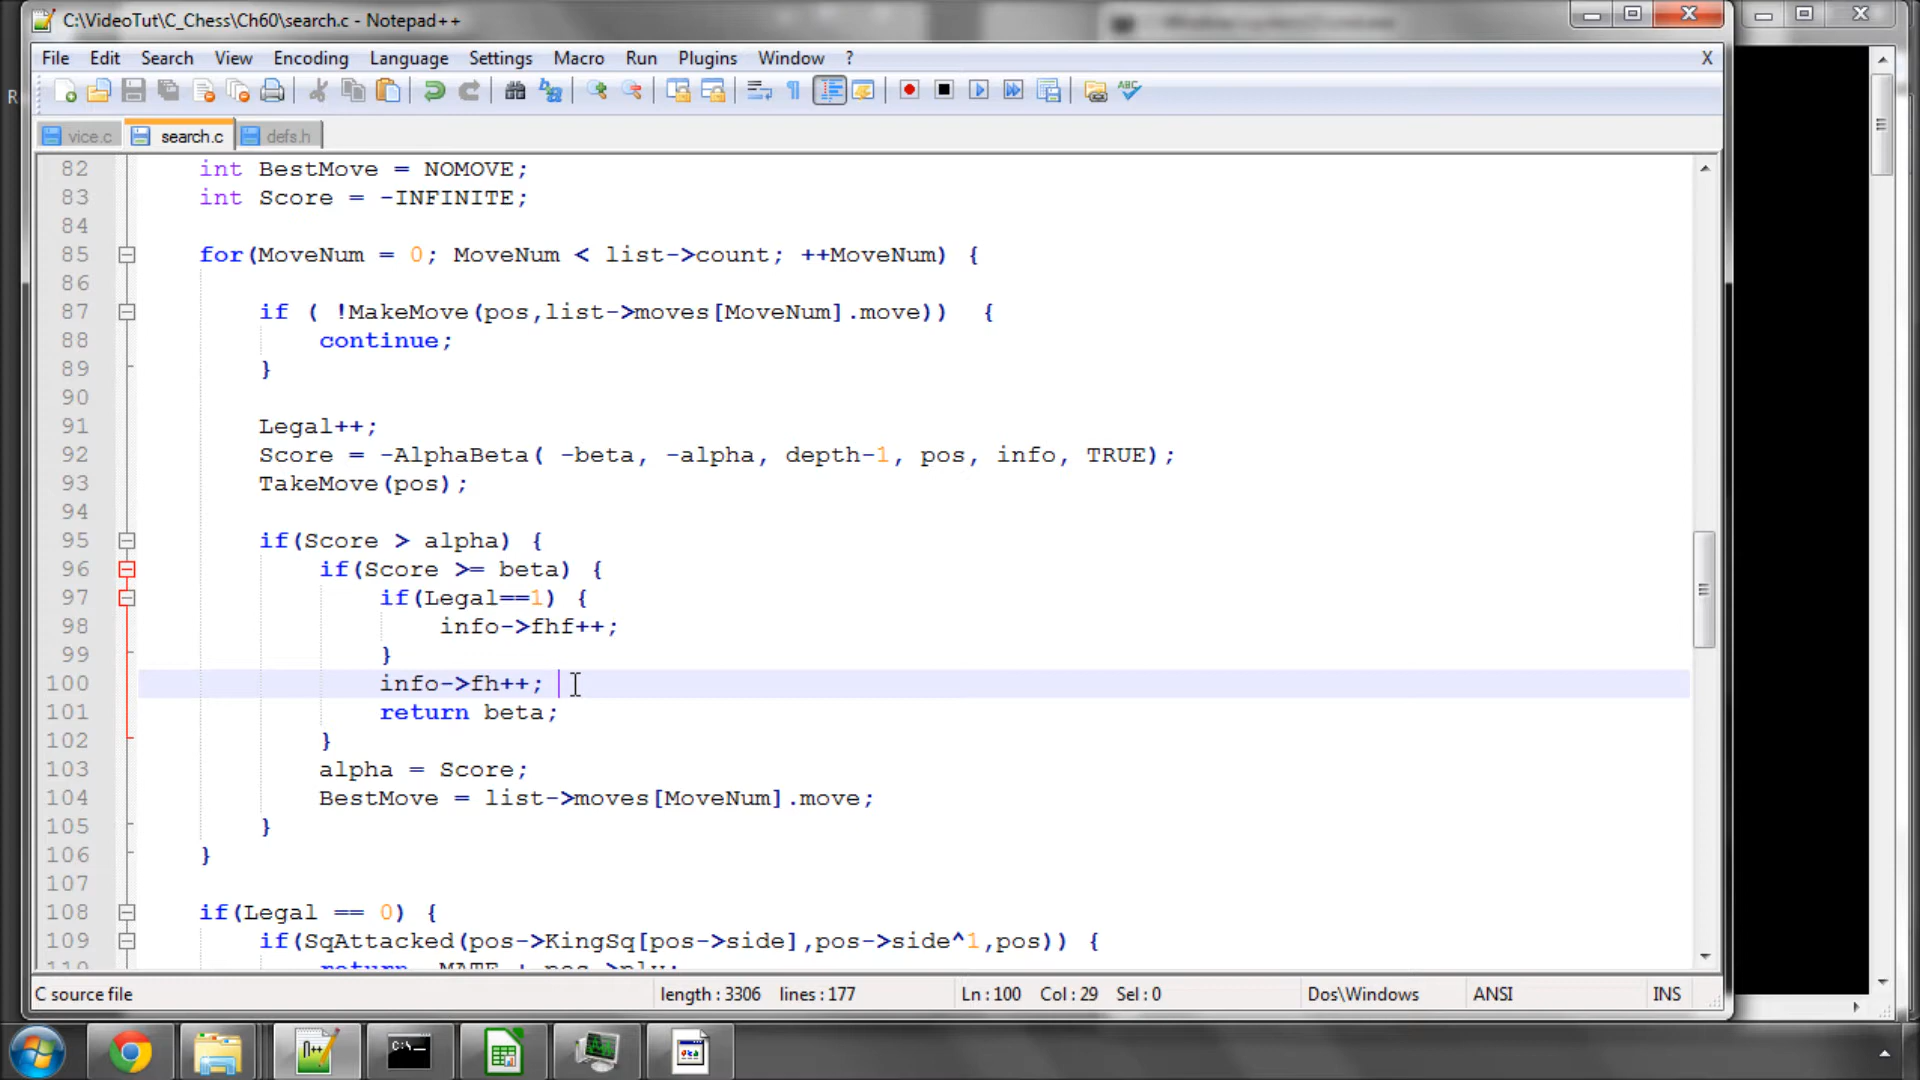 C:\VideoTut\C_Chess\Ch60\search.c - Notepad++
File Edit Search View Encoding Language Settings Macro Run Plugins Window ? X
R
vice.c search.c defs.h
82 int BestMove = NOMOVE;
83 int Score = -INFINITE;
84
85 for(MoveNum = 0; MoveNum < list->count; ++MoveNum) {
86
87 if ( !MakeMove(pos,list->moves[MoveNum].move)) {
88 continue;
89 }
90
91 Legal++;
92 Score = -AlphaBeta( -beta, -alpha, depth-1, pos, info, TRUE);
93 TakeMove(pos);
94
95 if(Score > alpha) {
96 if(Score >= beta) {
97 if(Legal==1) {
98 info->fhf++;
99 }
100 info->fh++;
101 return beta;
102 }
103 alpha = Score;
104 BestMove = list->moves[MoveNum].move;
105 }
106 }
107
108 if(Legal == 0) {
109 if(SqAttacked(pos->KingSq[pos->side],pos->side^1,pos)) {
110 return -MATE + pos->ply;
C source file length : 3306 lines : 177 Ln : 100 Col : 29 Sel : 0 Dos\Windows ANSI INS